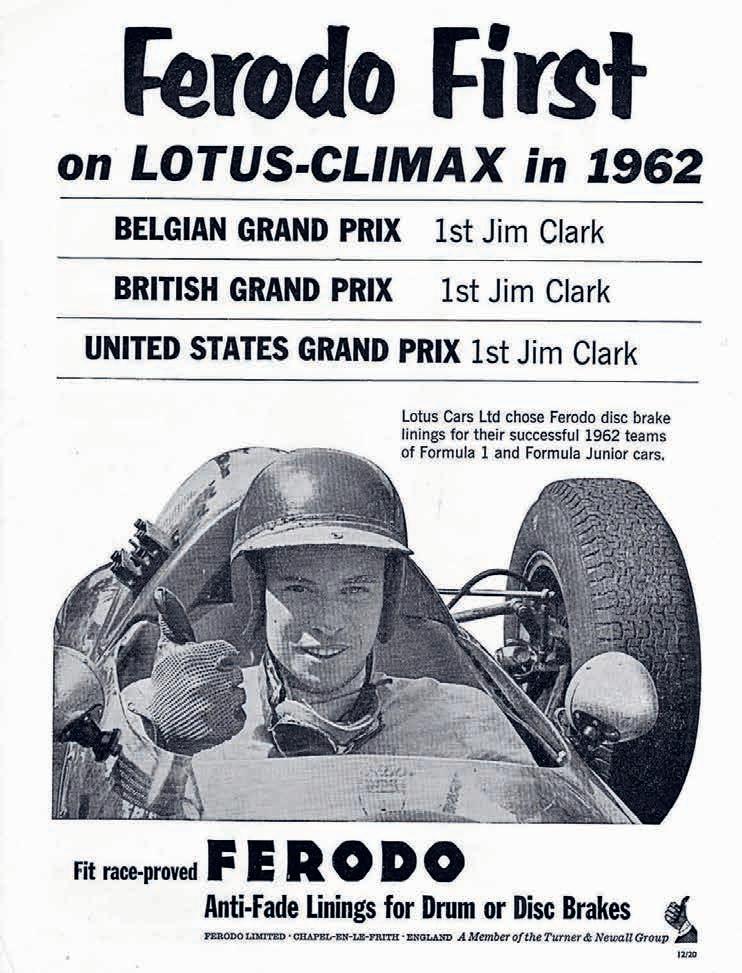 Ferodo First
on LOTUS-CLIMAX in 1962
BELGIAN GRAND PRIX 1st Jim Clark
BRITISH GRAND PRIX 1st Jim Clark
UNITED STATES GRAND PRIX 1st Jim Clark
Lotus Cars Ltd chose Ferodo disc brake
linings for their successful 1962 teams
of Formula 1 and Formula Junior cars.
Fit race-proved FERODO
Anti-Fade Linings for Drum or Disc Brakes
FERODO LIMITED · CHAPEL-EN-LE-FRITH · ENGLAND A Member of the Turner & Newall Group
12/20